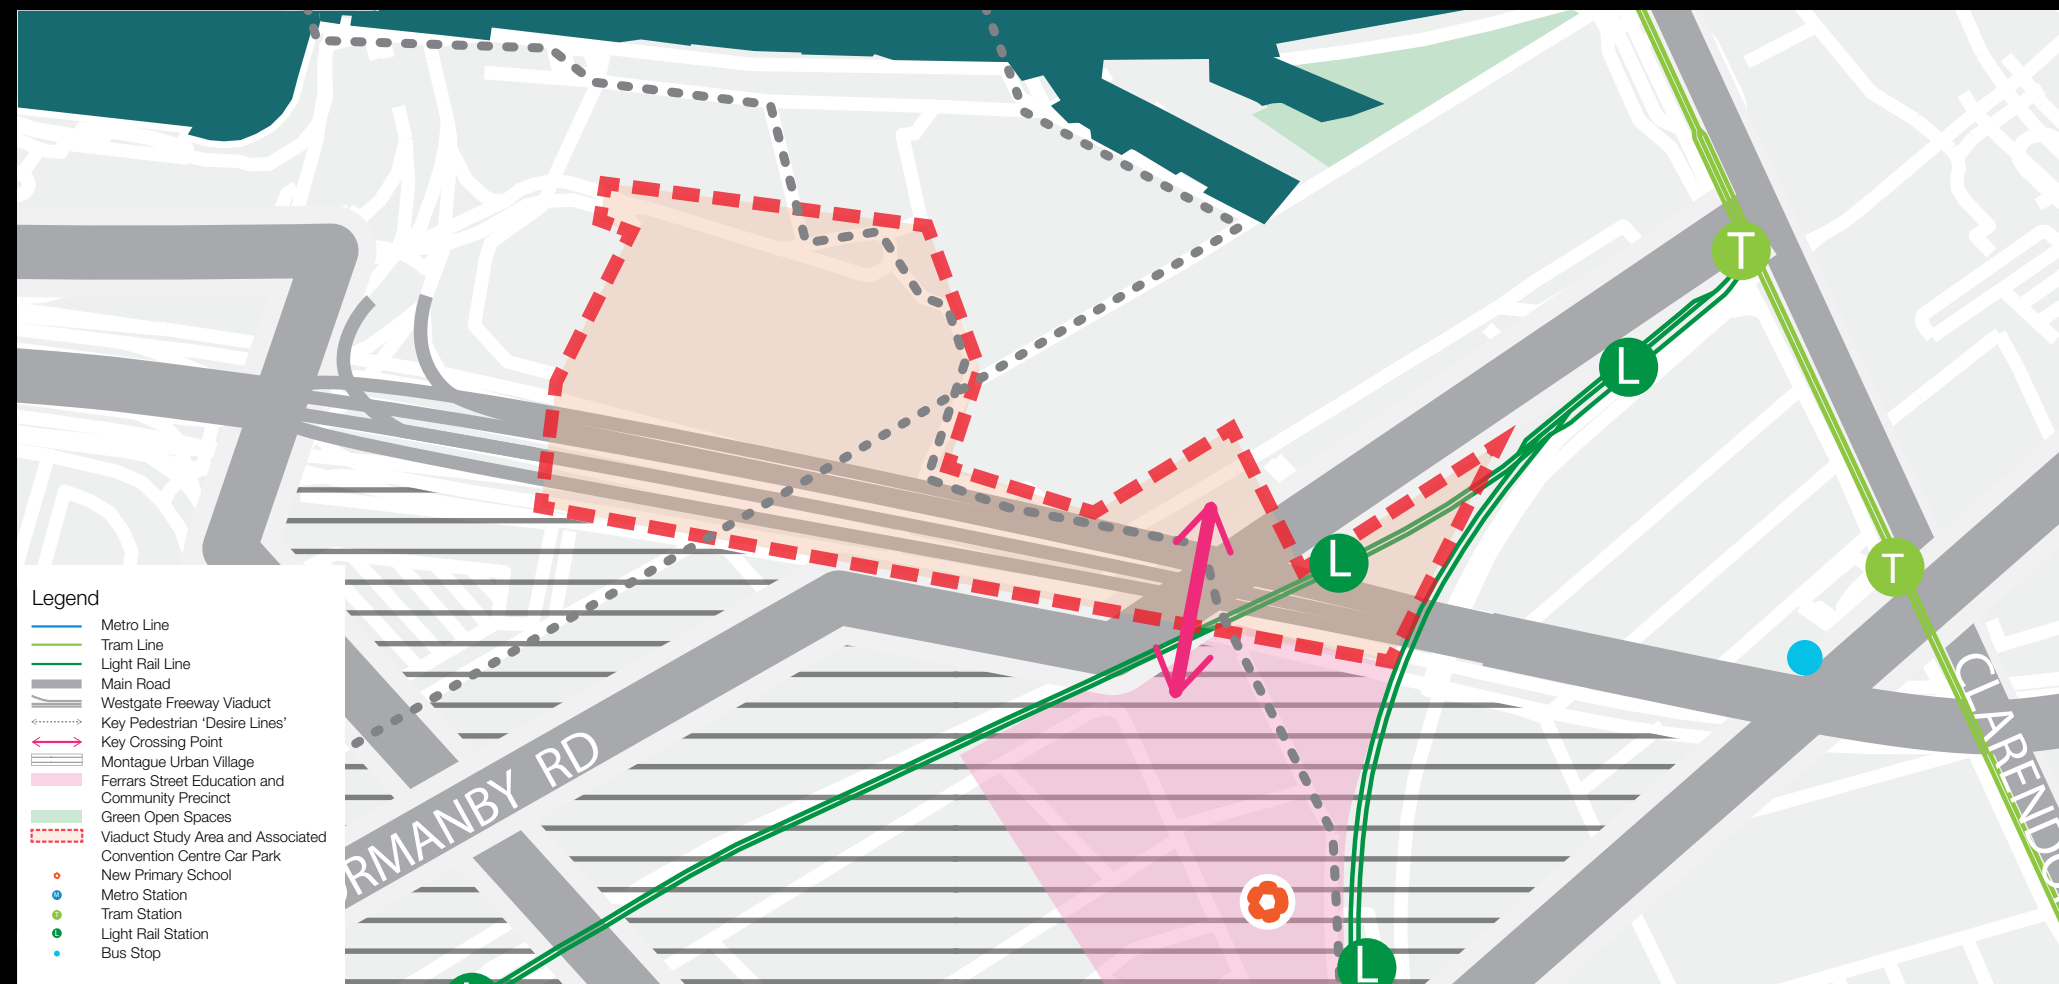 T
L
L
T
Legend
Metro Line
Tram Line
Light Rail Line
Main Road
Westgate Freeway Viaduct
Key Pedestrian ‘Desire Lines’
Key Crossing Point
Montague Urban Village
Ferrars Street Education and
Community Precinct
Green Open Spaces
Viaduct Study Area and Associated
Convention Centre Car Park
New Primary School
M Metro Station
T Tram Station
L Light Rail Station
Bus Stop
ORMANBY RD
CLARENDO
L